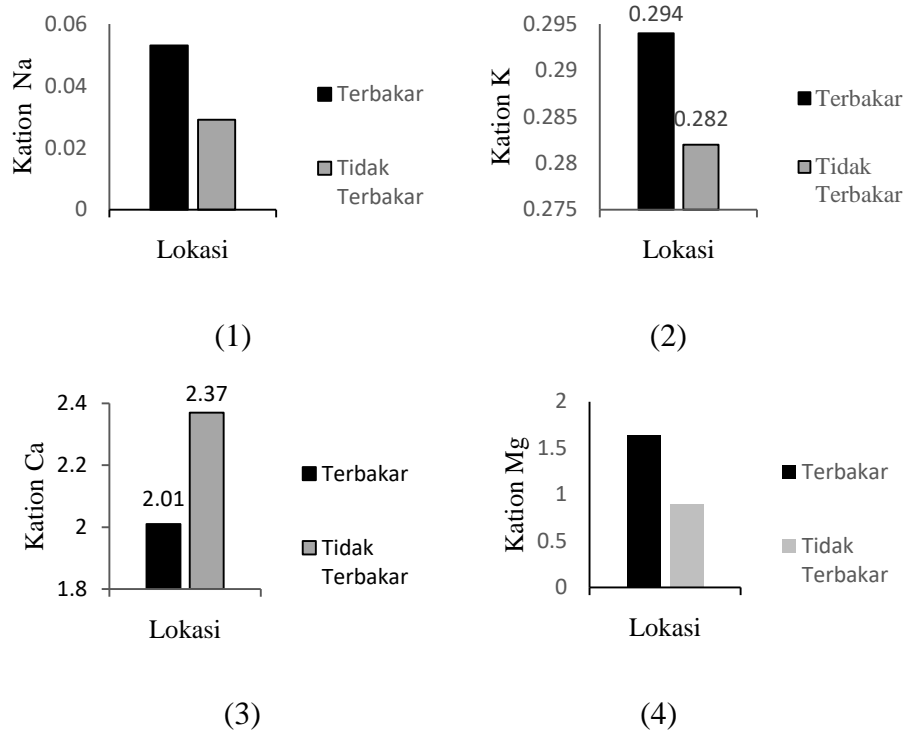 0.06
0.04
0.02
0
Kation Na
Lokasi
Terbakar
Tidak
Terbakar
(1)
0.295
0.29
0.285
0.28
0.275
Kation K
0.294
0.282
Lokasi
Terbakar
Tidak
Terbakar
(2)
2.4
2.2
2
1.8
Kation Ca
2.01
2.37
Lokasi
Terbakar
Tidak
Terbakar
(3)
2
1.5
1
0.5
0
Kation Mg
Lokasi
Terbakar
Tidak
Terbakar
(4)